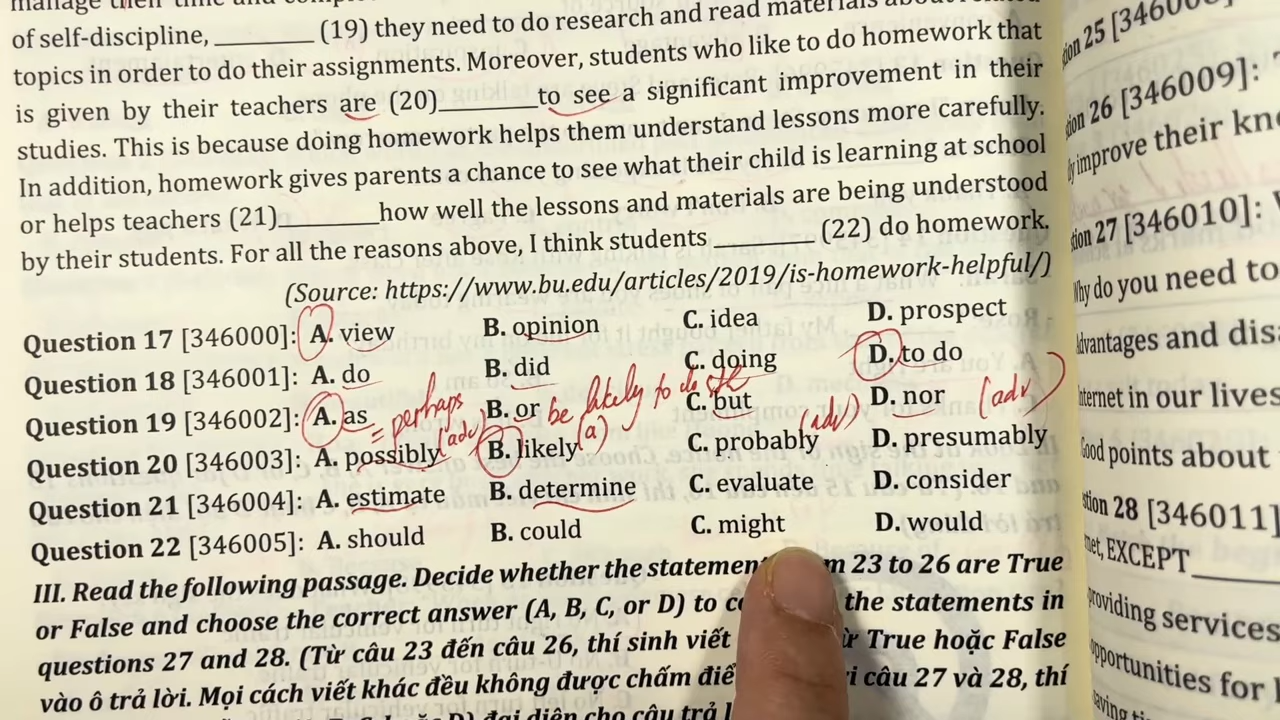 manage their time and
of self-discipline, ________ (19) they need to do research and read materials about
topics in order to do their assignments. Moreover, students who like to do homework that
is given by their teachers are (20)________to see a significant improvement in their
studies. This is because doing homework helps them understand lessons more carefully.
In addition, homework gives parents a chance to see what their child is learning at school
or helps teachers (21)________how well the lessons and materials are being understood
by their students. For all the reasons above, I think students ________ (22) do homework.
(Source: https://www.bu.edu/articles/2019/is-homework-helpful/)
Question 17 [346000]: A. view B. opinion C. idea D. prospect
Question 18 [346001]: A. do B. did C. doing D. to do
Question 19 [346002]: A. as B. or C. but D. nor
= perhaps (adv) be likely to do sth (a) (adv) (adv)
Question 20 [346003]: A. possibly B. likely C. probably D. presumably
Question 21 [346004]: A. estimate B. determine C. evaluate D. consider
Question 22 [346005]: A. should B. could C. might D. would
III. Read the following passage. Decide whether the 23 to 26 are True
or False and choose the correct answer (A, B, C, or D) to the statements in
questions 27 and 28. (Từ câu 23 đến câu 26, thí sinh viết True hoặc False
vào ô trả lời. Mọi cách viết khác đều không được chấm câu 27 và 28, thí
đại diện cho câu trả
25
26 [346009]:
improve their
27 [346010]:
Why do you need to
Advantages and
in our lives
Good points about
28 [346011]
EXCEPT
providing services
opportunities for